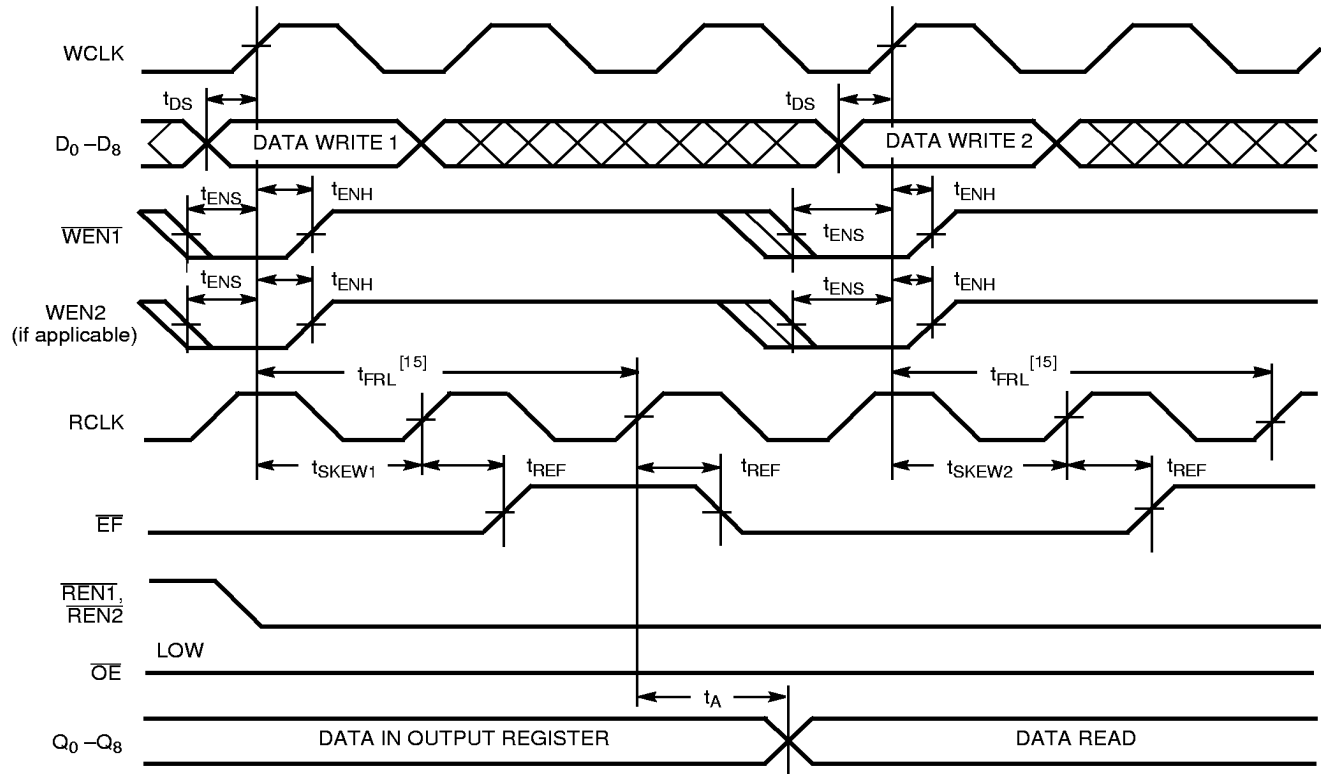 WCLK
tDS
tDS
D0 –D8
DATA WRITE 1
DATA WRITE 2
tENS
tENH
tENS
tENH
WEN1
tENS
tENH
tENS
tENH
WEN2
(if applicable)
tFRL [15]
tFRL [15]
RCLK
tSKEW1
tREF
tREF
tSKEW2
tREF
EF
REN1,
REN2
LOW
OE
tA
Q0 –Q8
DATA IN OUTPUT REGISTER
DATA READ